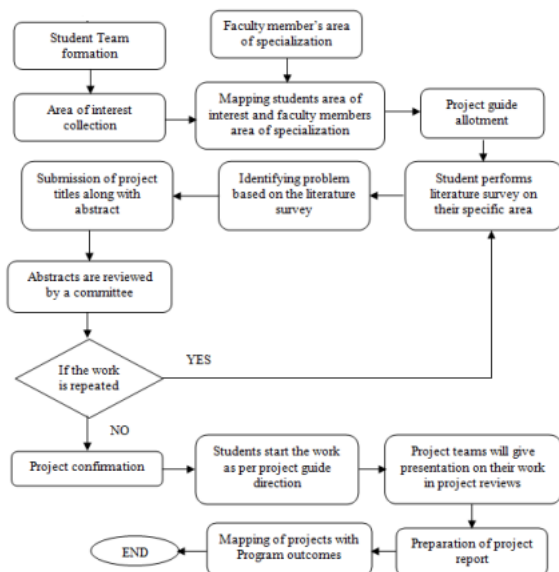 Student Team
formation
Faculty member's area
of specialization
Area of interest
collection
Mapping students area of
interest and faculty members
area of specialization
Project guide
allotment
Submission of project
titles along with
abstract
Identifying problem
based on the literature
survey
Student performs
literature survey on
their specific area
Abstracts are reviewed
by a committee
If the work
is repeated
YES
NO
Project confirmation
Students start the work
as per project guide
direction
Project teams will give
presentation on their work
in project reviews
END
Mapping of projects with
Program outcomes
Preparation of project
report